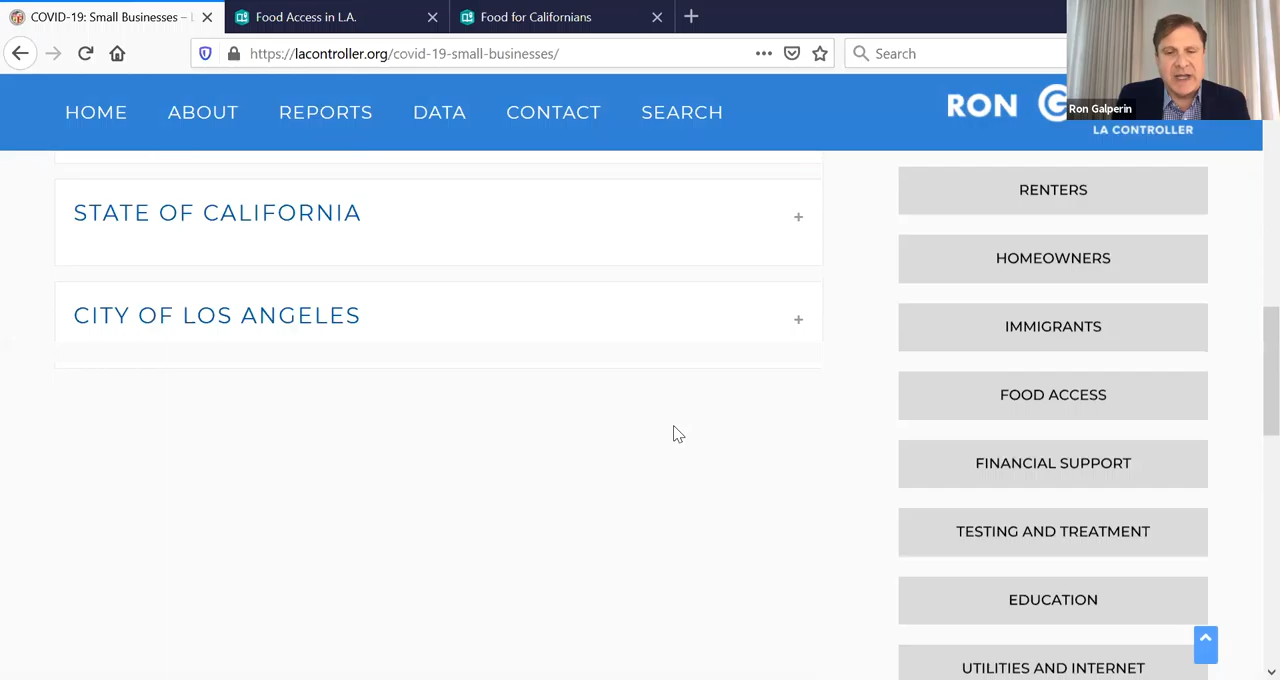 COVID-19: Small Businesses – L
Food Access in L.A.
Food for Californians
https://lacontroller.org/covid-19-small-businesses/
Search
Ron Galperin
HOME
ABOUT
REPORTS
DATA
CONTACT
SEARCH
RON G
LA CONTROLLER
STATE OF CALIFORNIA
CITY OF LOS ANGELES
RENTERS
HOMEOWNERS
IMMIGRANTS
FOOD ACCESS
FINANCIAL SUPPORT
TESTING AND TREATMENT
EDUCATION
UTILITIES AND INTERNET